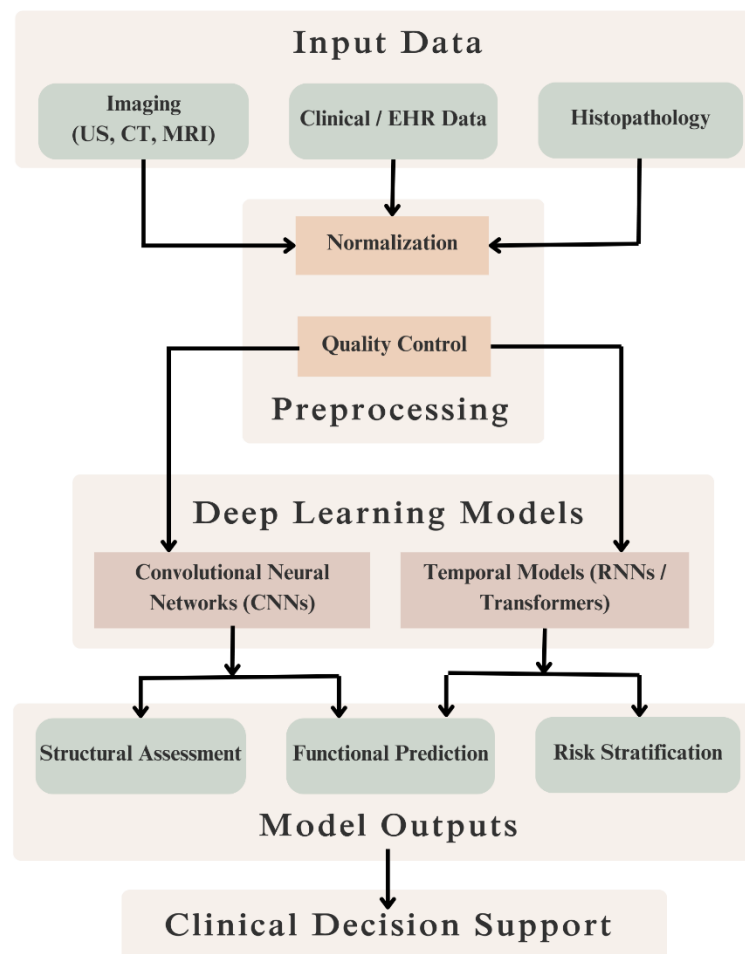 Input Data
Imaging
(US, CT, MRI)
Clinical / EHR Data
Histopathology
Normalization
Quality Control
Preprocessing
Deep Learning Models
Convolutional Neural
Networks (CNNs)
Temporal Models (RNNs /
Transformers)
Structural Assessment
Functional Prediction
Risk Stratification
Model Outputs
Clinical Decision Support